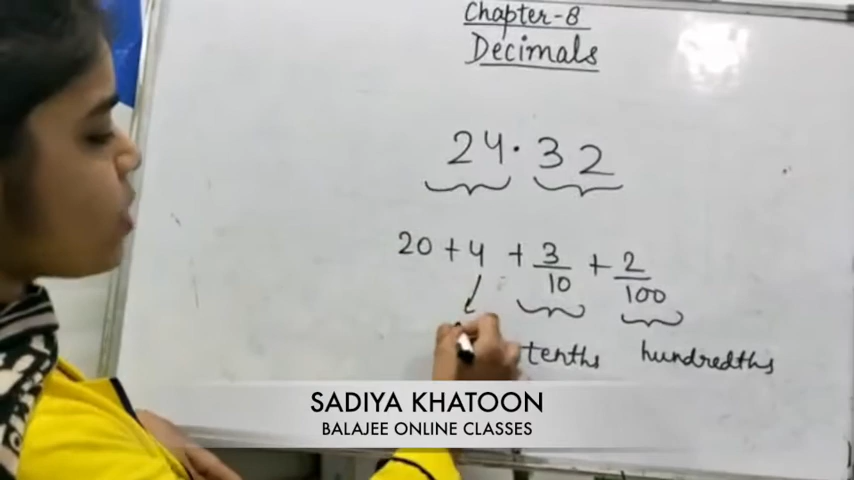 Chapter-8
Decimals
24.32
20 + 4 + 3/10 + 2/100
tenths hundredths
SADIYA KHATOON
BALAJEE ONLINE CLASSES